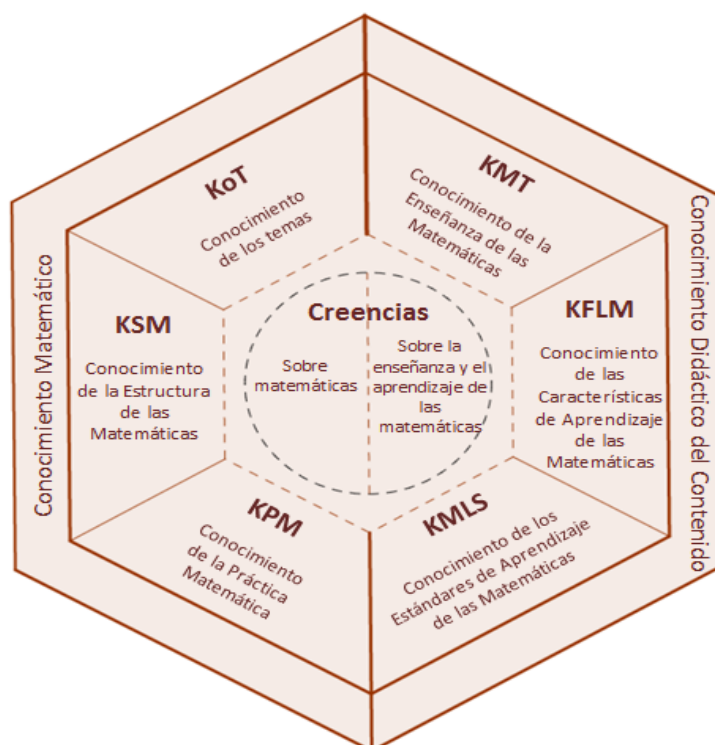 KoT
Conocimiento
de los temas
KMT
Conocimiento de la
Enseñanza de las
Matemáticas
Conocimiento Matemático
KSM
Conocimiento
de la Estructura
de las
Matemáticas
Creencias
Sobre
matemáticas
Sobre la
enseñanza y el
aprendizaje de
las
matemáticas
KFLM
Conocimiento
de las
Características
de Aprendizaje
de las
Matemáticas
Conocimiento Didáctico del Contenido
KPM
Conocimiento
de la Práctica
Matemática
KMLS
Conocimiento de los
Estándares de Aprendizaje
de las Matemáticas